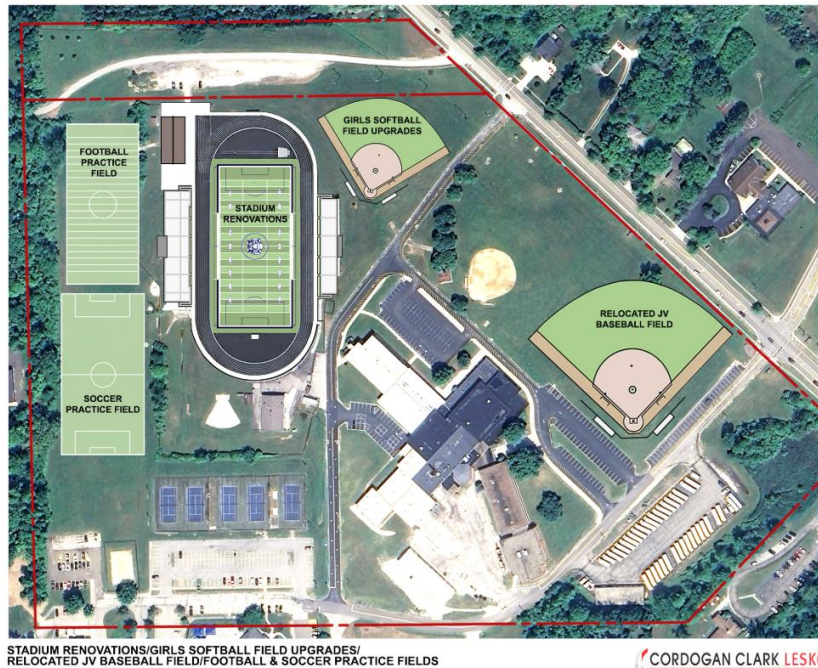 GIRLS SOFTBALL
FIELD UPGRADES
FOOTBALL
PRACTICE
FIELD
STADIUM
RENOVATIONS
RELOCATED JV
BASEBALL FIELD
SOCCER
PRACTICE FIELD
STADIUM RENOVATIONS/GIRLS SOFTBALL FIELD UPGRADES/
RELOCATED JV BASEBALL FIELD/FOOTBALL & SOCCER PRACTICE FIELDS
CORDOGAN CLARK LESK